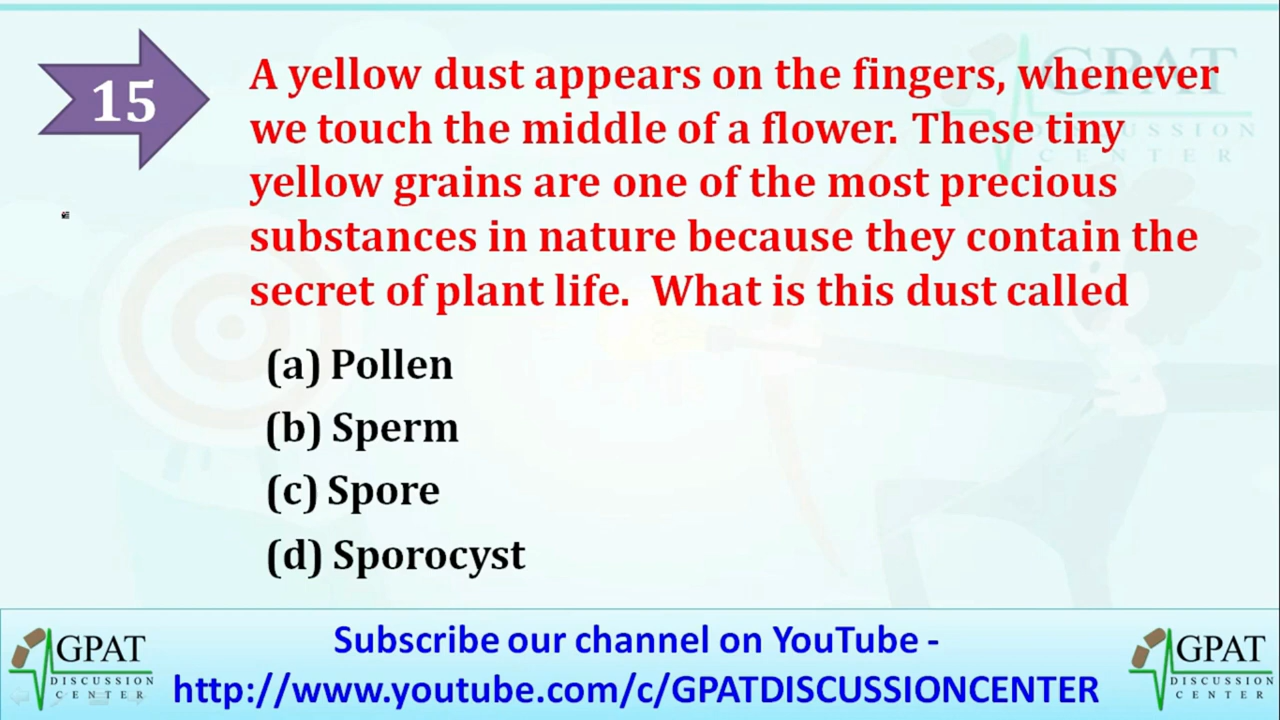 15
A yellow dust appears on the fingers, whenever
we touch the middle of a flower. These tiny
yellow grains are one of the most precious
substances in nature because they contain the
secret of plant life. What is this dust called
(a) Pollen
(b) Sperm
(c) Spore
(d) Sporocyst
GPAT
DISCUSSION
CENTER
GPAT
DISCUSSION
CENTER
Subscribe our channel on YouTube -
http://www.youtube.com/c/GPATDISCUSSIONCENTER
GPAT
DISCUSSION
CENTER